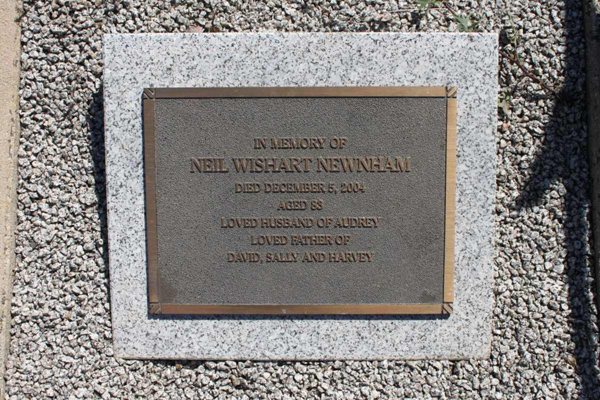 IN MEMORY OF
NEIL WISHART NEWNHAM
DIED DECEMBER 5, 2004
AGED 83
LOVED HUSBAND OF AUDREY
LOVED FATHER OF
DAVID, SALLY AND HARVEY